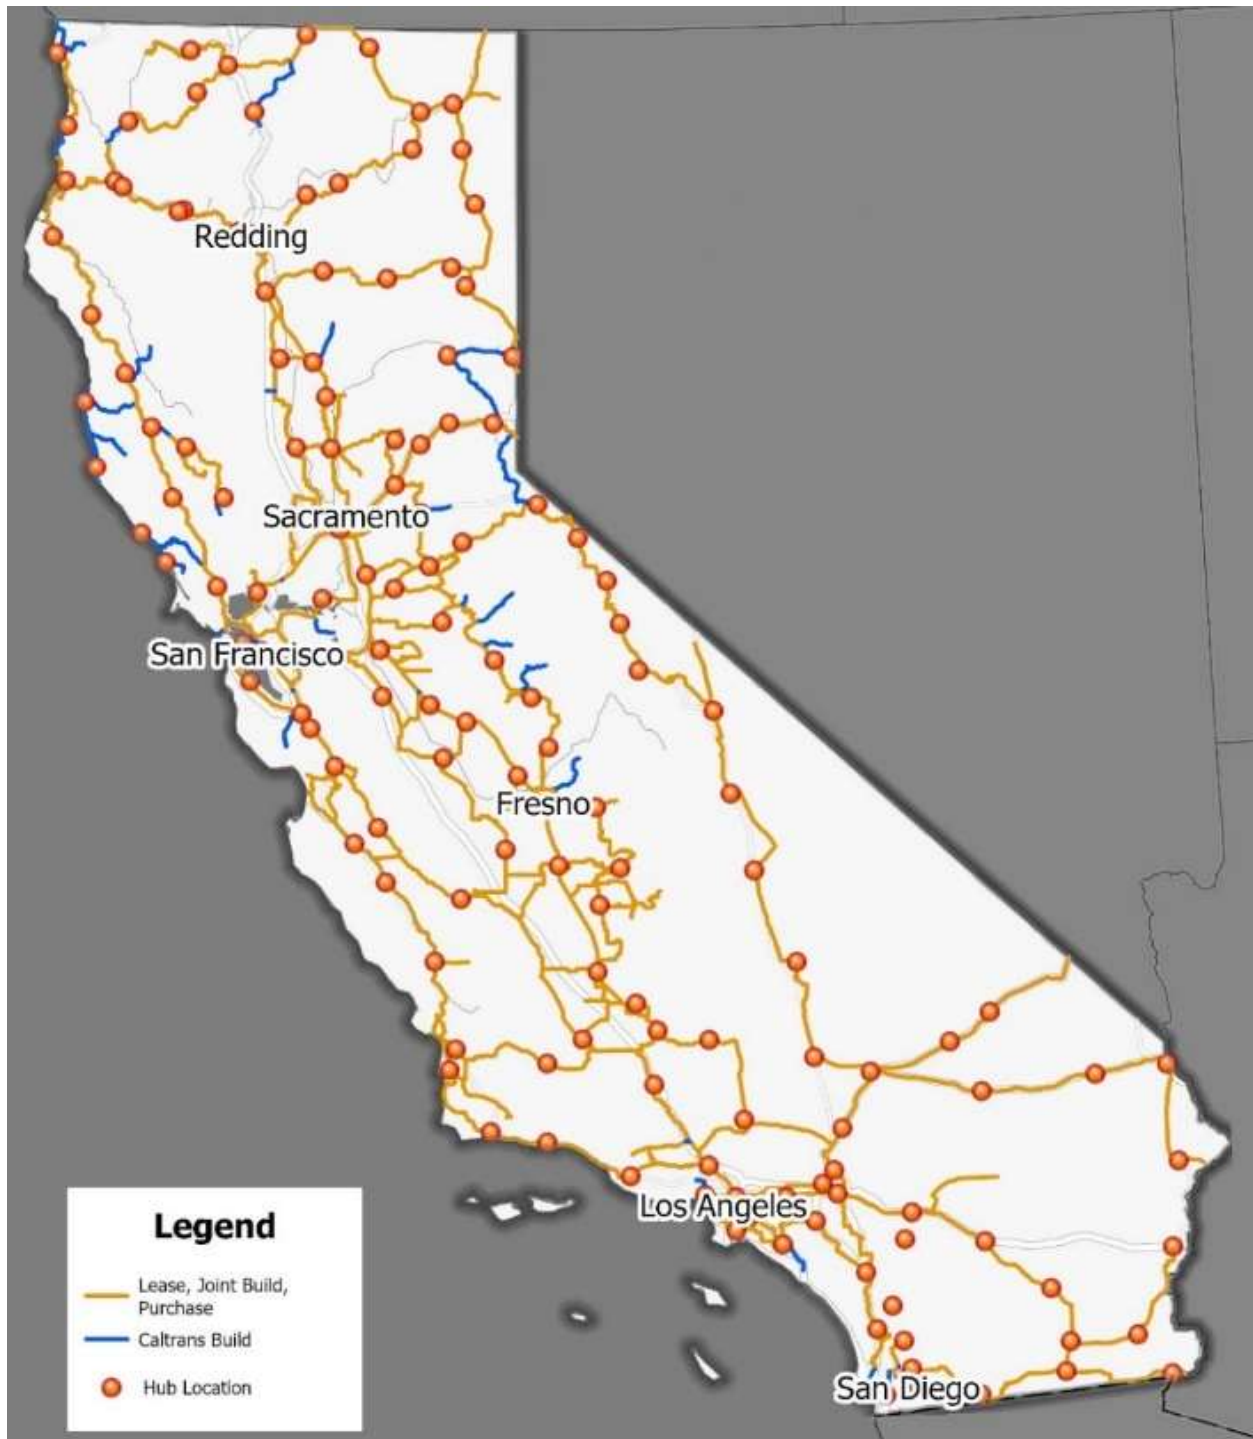 Redding
Sacramento
San Francisco
Fresno
Los Angeles
San Diego
Legend
Lease, Joint Build,
Purchase
Caltrans Build
Hub Location